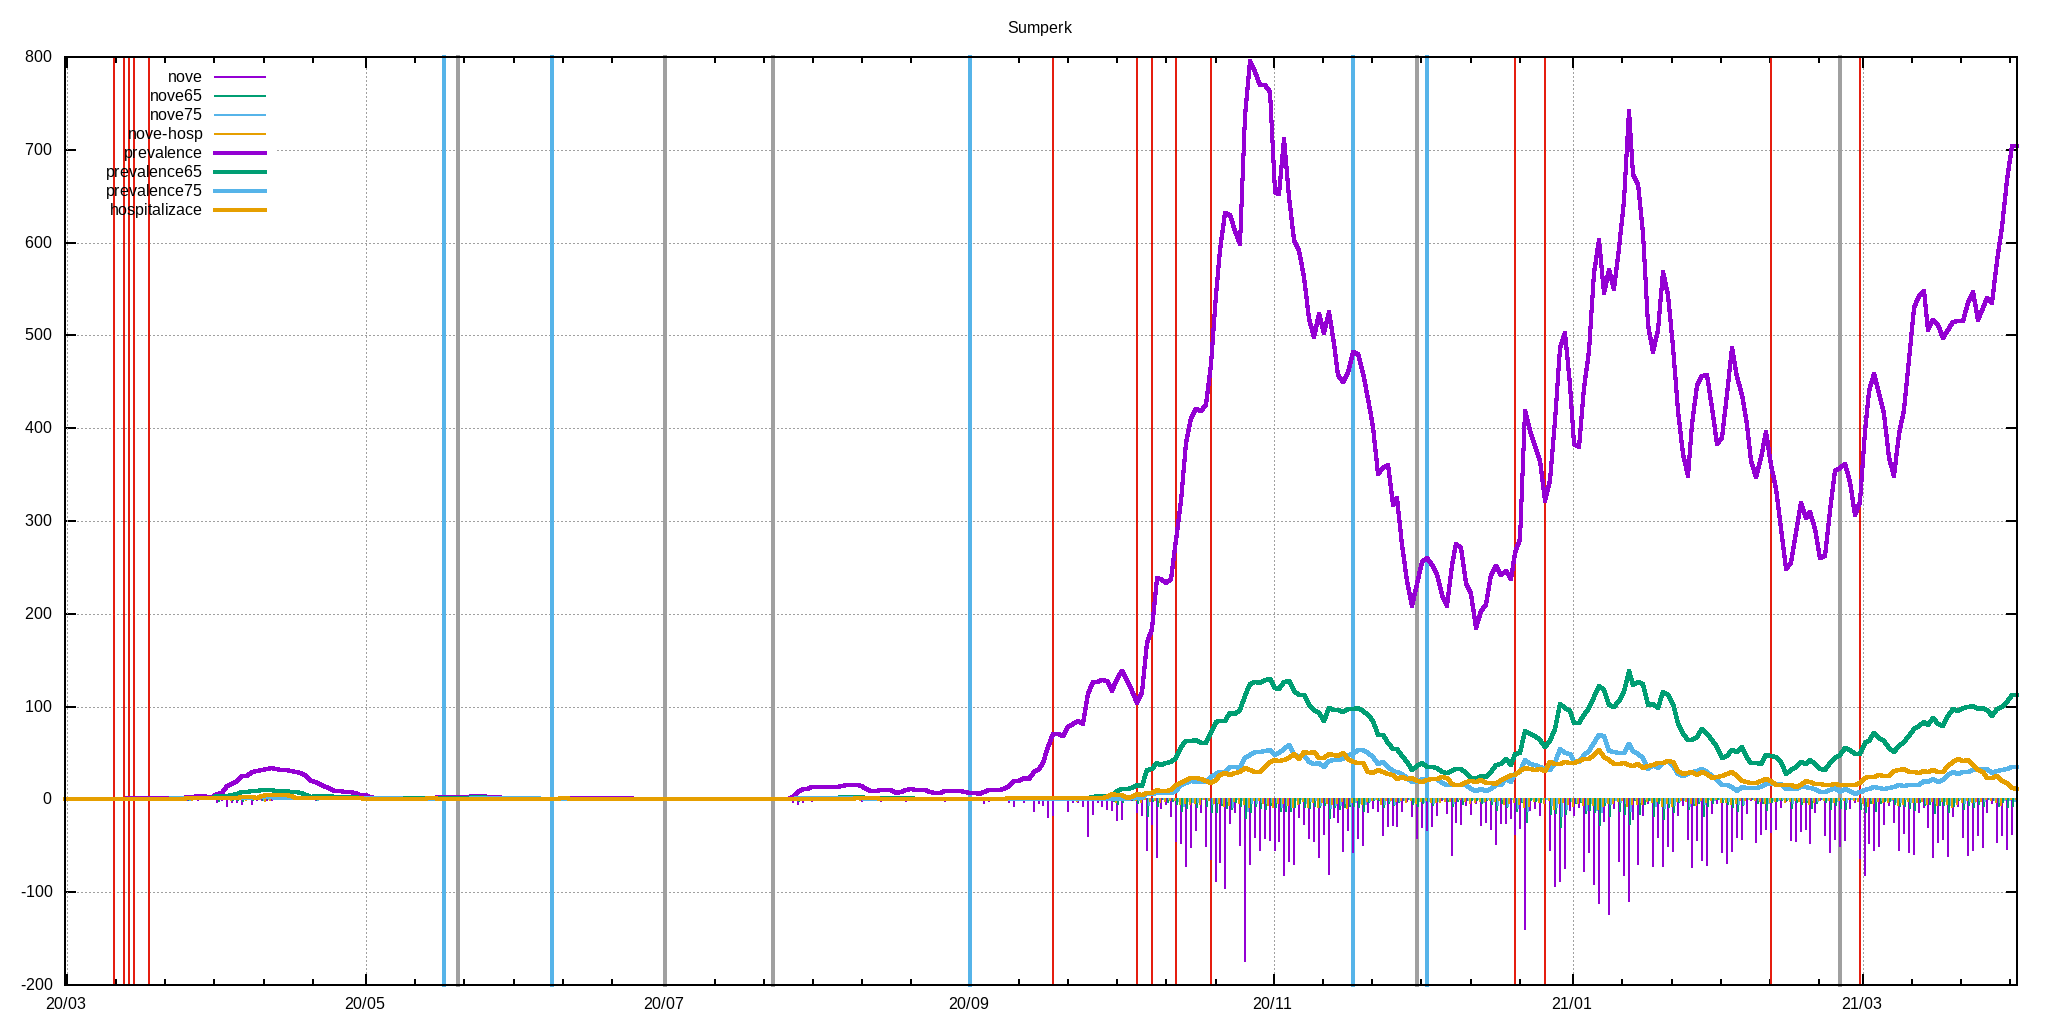 Sumperk
800
700
600
500
400
300
200
100
0
-100
-200
nove
nove65
nove75
nove-hosp
prevalence
prevalence65
prevalence75
hospitalizace
20/03 20/05 20/07 20/09 20/11 21/01 21/03